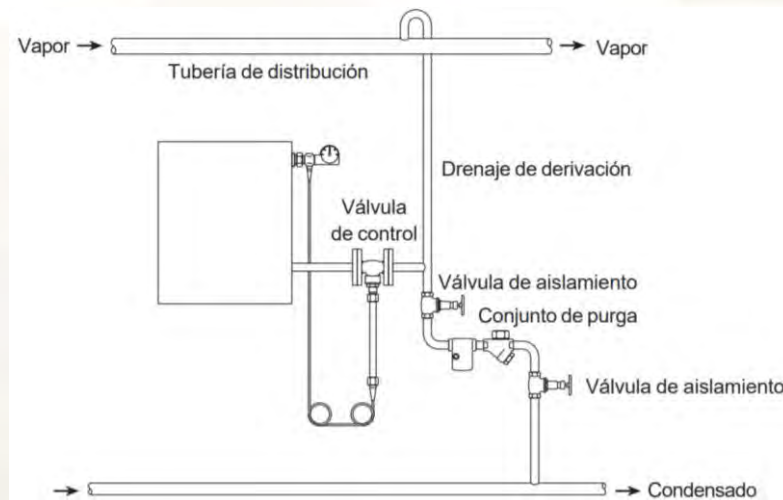 Vapor
Vapor
Tubería de distribución
Drenaje de derivación
Válvula
de control
Válvula de aislamiento
Conjunto de purga
Válvula de aislamiento
Condensado